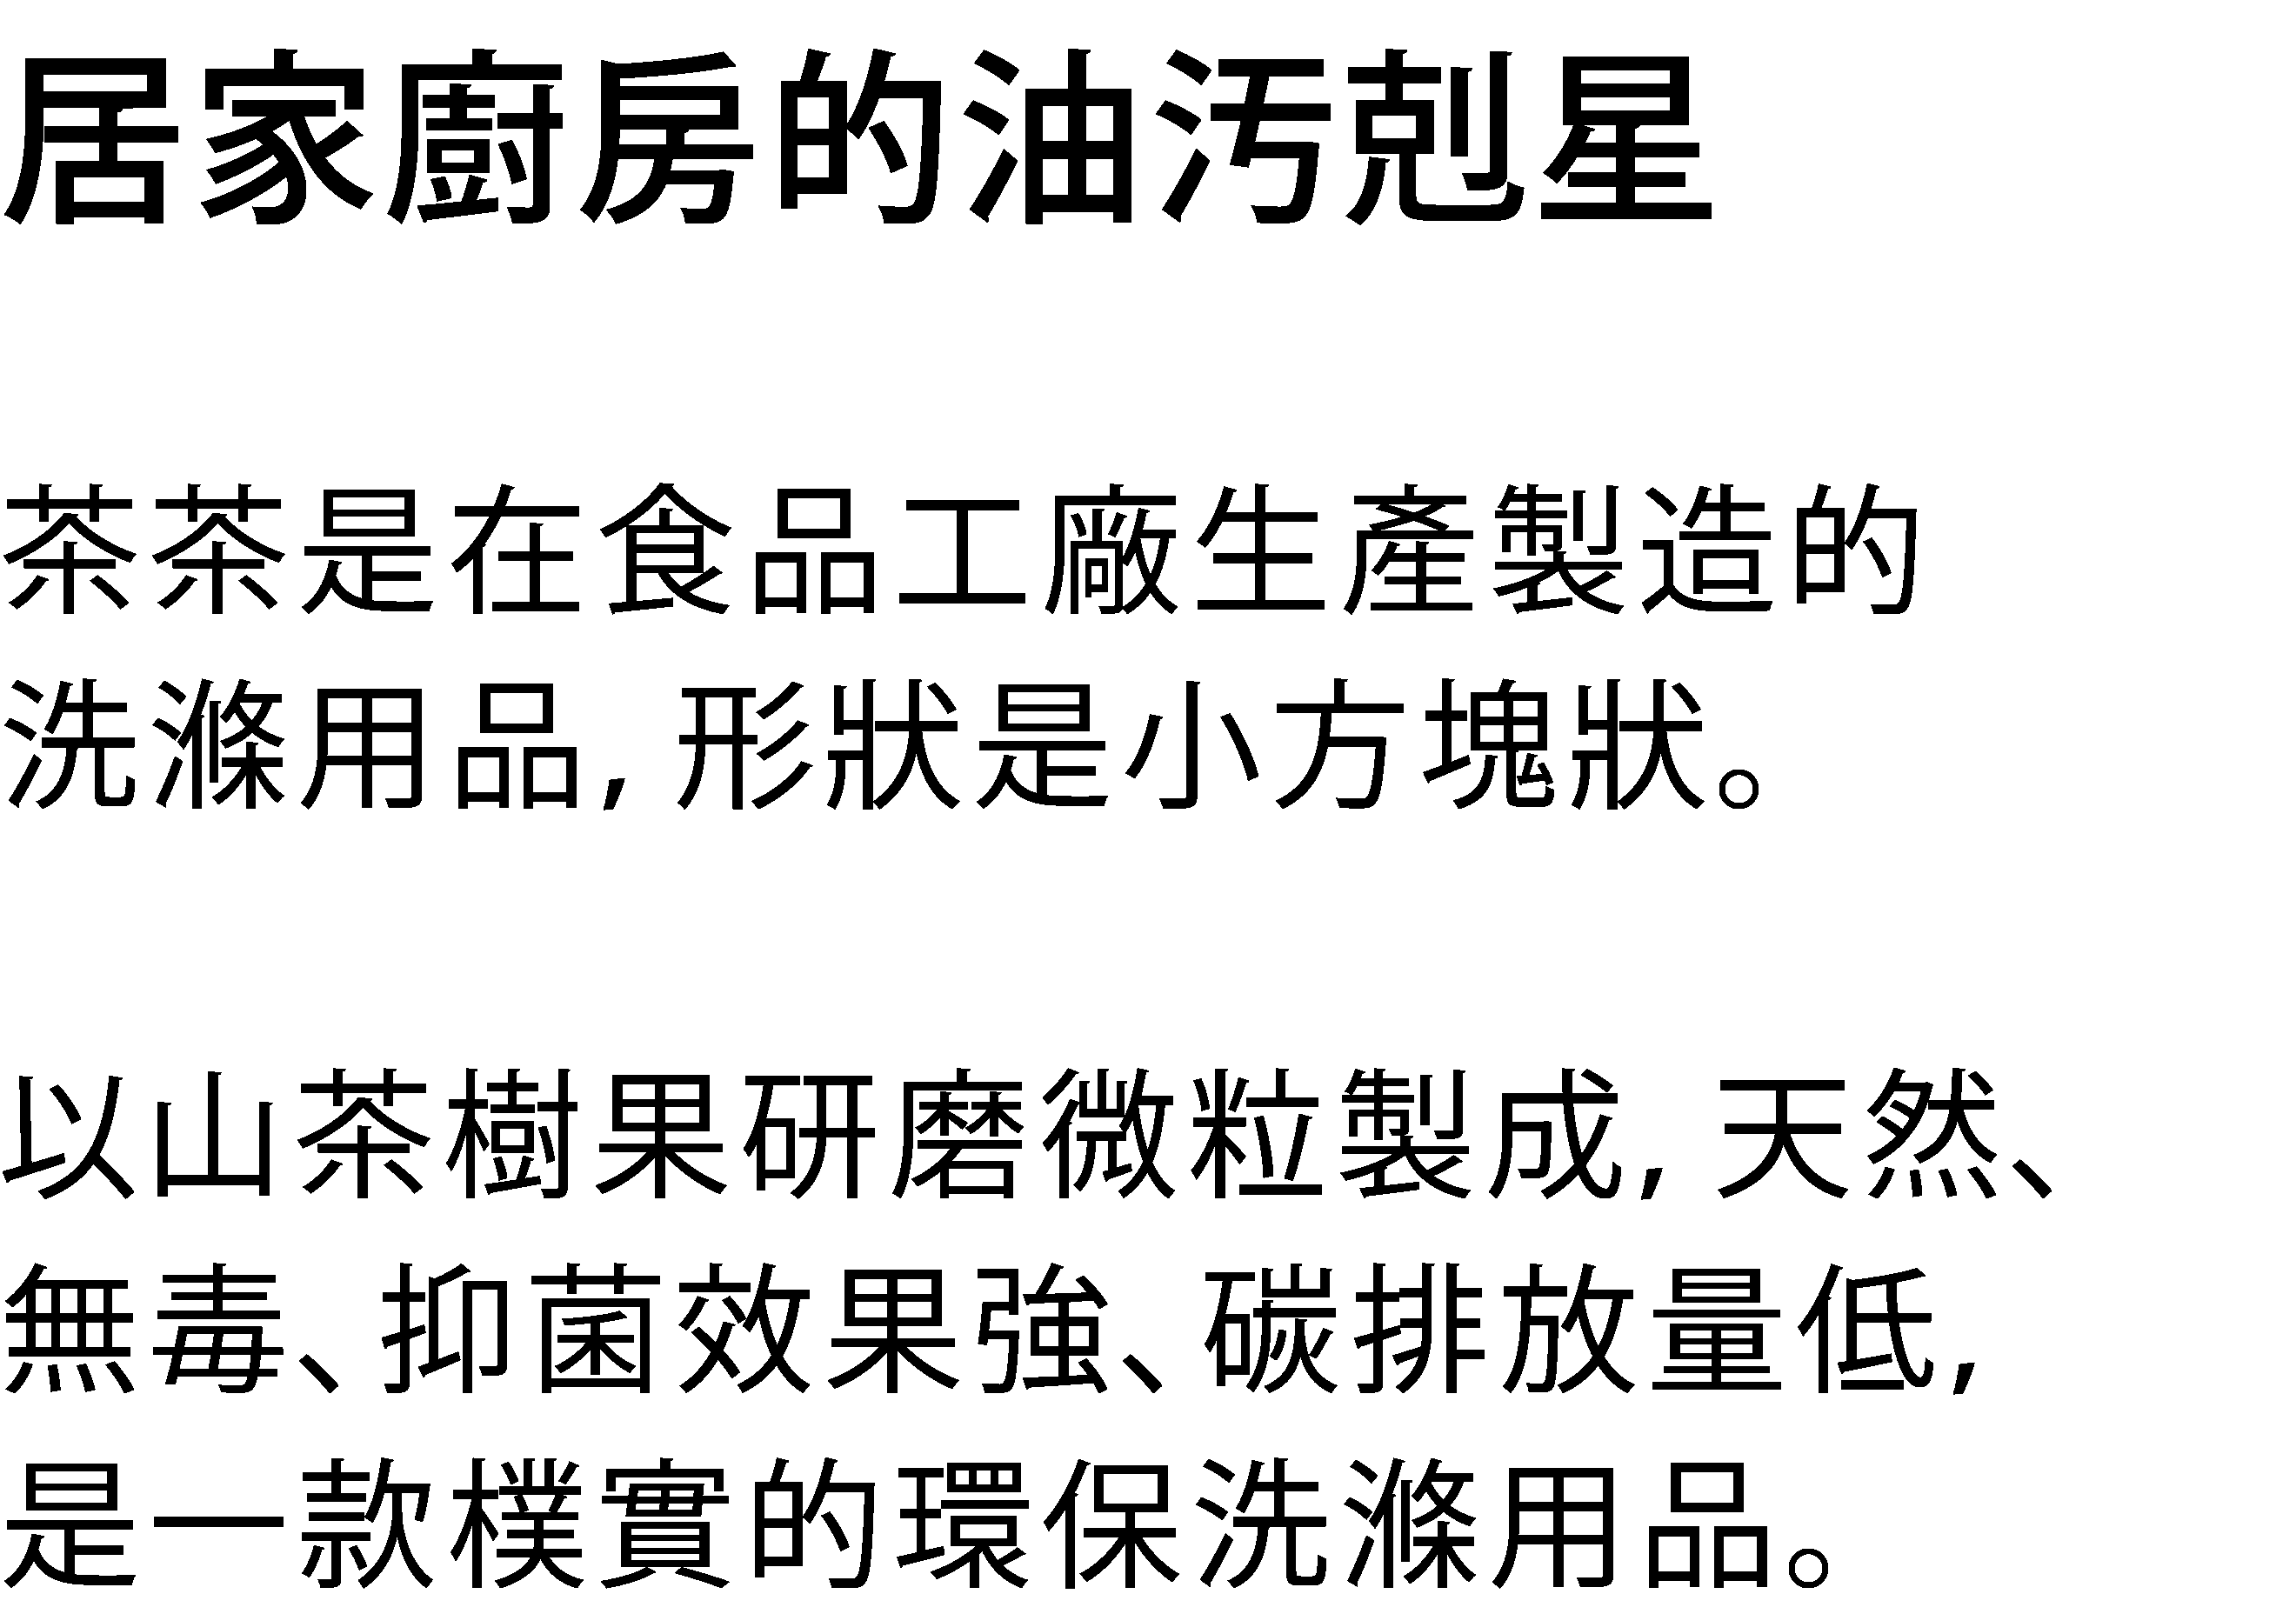 居家廚房的油汚剋星
茶茶是在食品工廠生產製造的
洗滌用品，形狀是小方塊狀。
以山茶樹果研磨微粒製成，天然、
無毒、抑菌效果強、碳排放量低，
是一款樸實的環保洗滌用品。